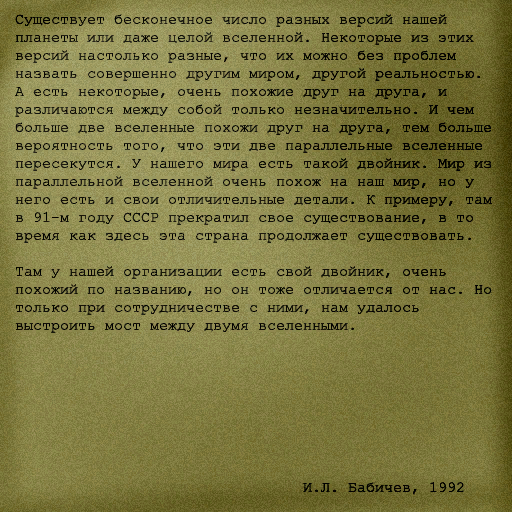 Существует бесконечное число разных версий нашей
планеты или даже целой вселенной. Некоторые из этих
версий настолько разные, что их можно без проблем
назвать совершенно другим миром, другой реальностью.
А есть некоторые, очень похожие друг на друга, и
различаются между собой только незначительно. И чем
больше две вселенные похожи друг на друга, тем больше
вероятность того, что эти две параллельные вселенные
пересекутся. У нашего мира есть такой двойник. Мир из
параллельной вселенной очень похож на наш мир, но у
него есть и свои отличительные детали. К примеру, там
в 91-м году СССР прекратил свое существование, в то
время как здесь эта страна продолжает существовать.
Там у нашей организации есть свой двойник, очень
похожий по названию, но он тоже отличается от нас. Но
только при сотрудничестве с ними, нам удалось
выстроить мост между двумя вселенными.
И.Л. Бабичев, 1992